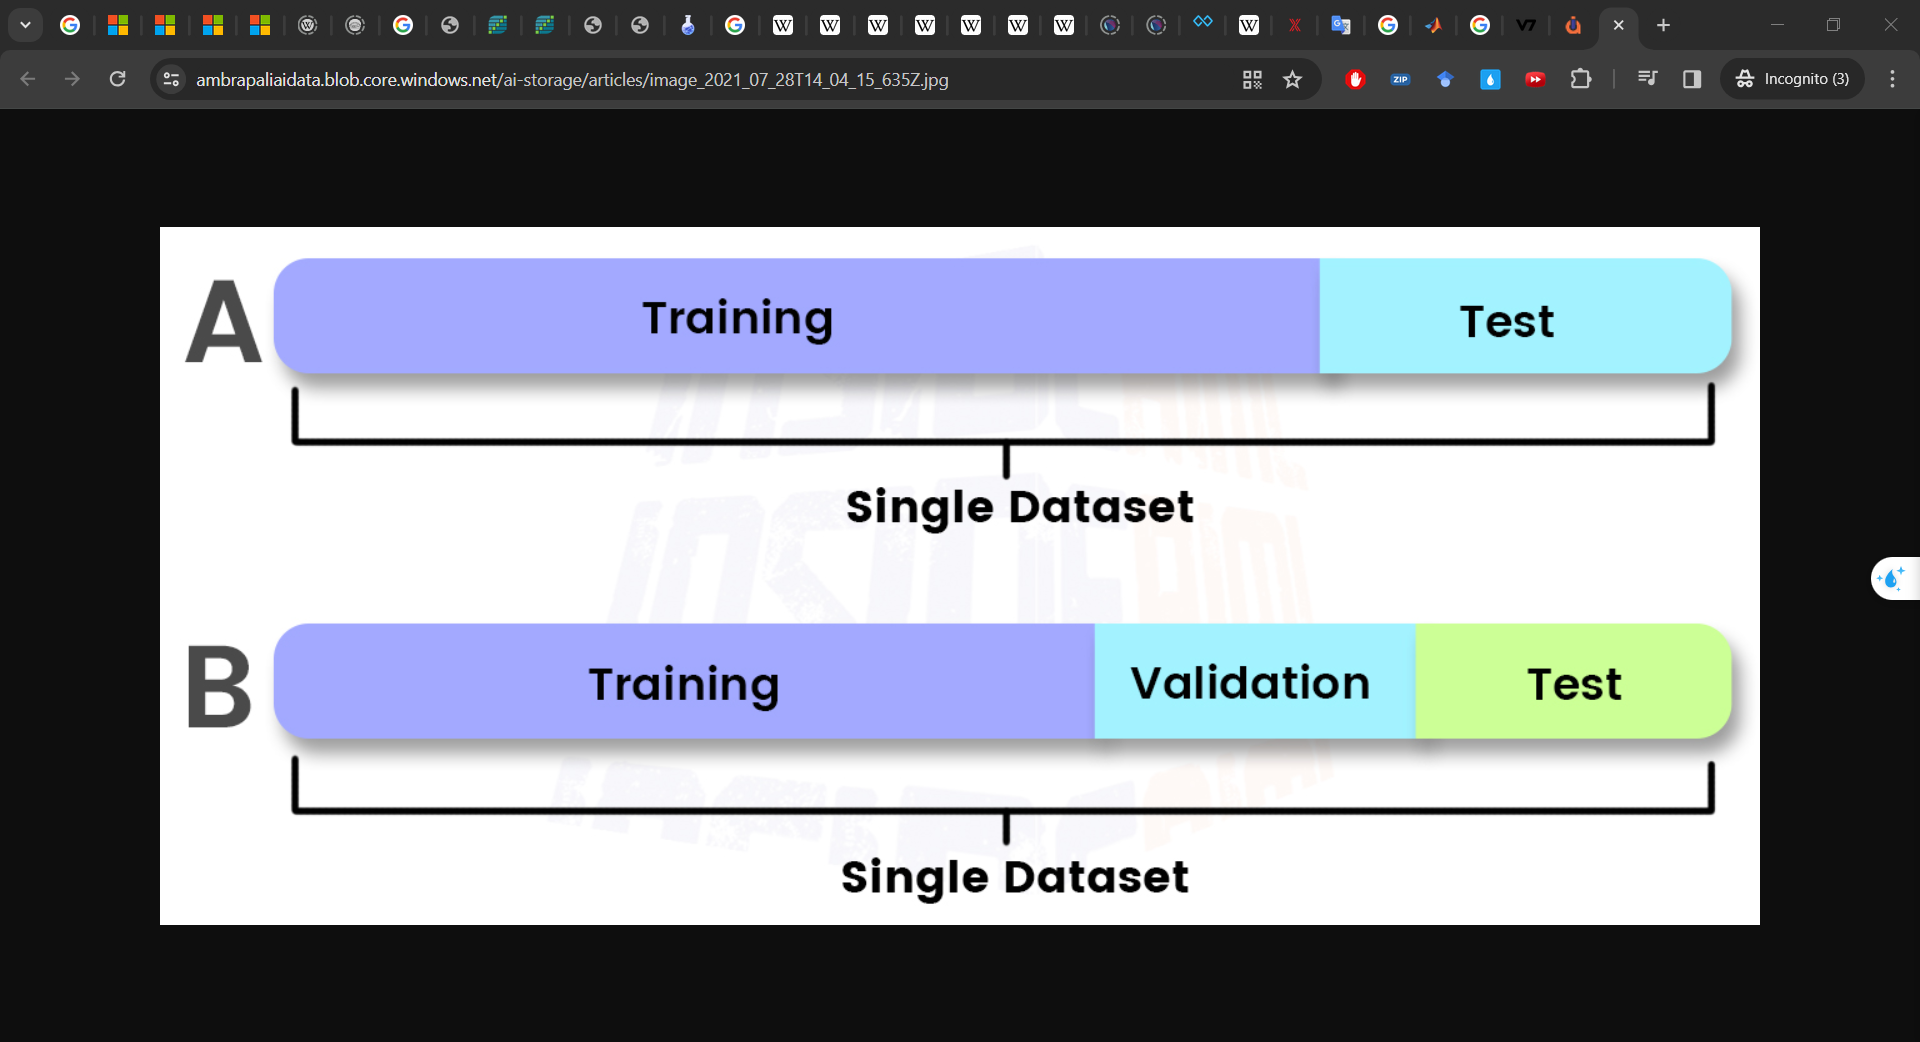 ambrapaliaidata.blob.core.windows.net/ai-storage/articles/image_2021_07_28T14_04_15_635Z.jpg
ZIP
Incognito (3)
A
Training
Test
Single Dataset
B
Training
Validation
Test
Single Dataset